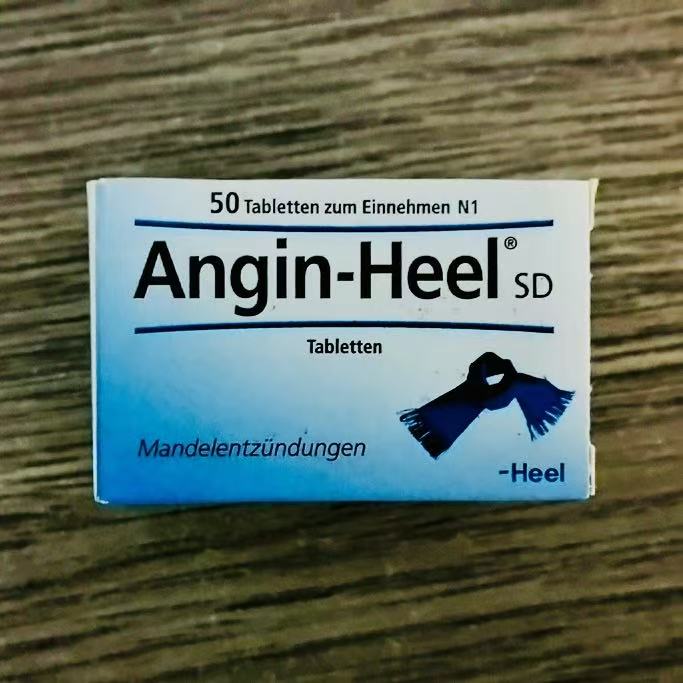 50 Tabletten zum Einnehmen N1
Angin-Heel® SD
Tabletten
Mandelentzündungen
-Heel